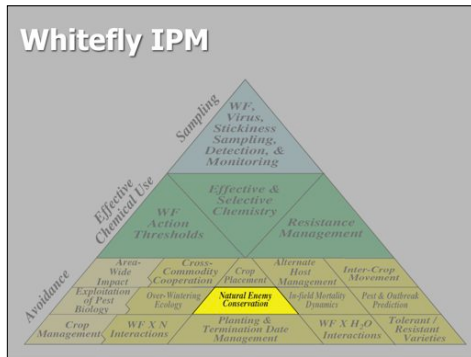 Whitefly IPM
Sampling
WF,
Virus,
Stickiness
Sampling,
Detection, &
Monitoring
Effective
Chemical Use
WF
Action
Thresholds
Effective &
Selective
Chemistry
Resistance
Management
Avoidance
Area-
Wide
Impact
Cross-
Commodity
Cooperation
Crop
Placement
Alternate
Host
Management
Inter-Crop
Movement
Exploitation
of Pest
Biology
Over-Wintering
Ecology
Natural Enemy
Conservation
In-field Mortality
Dynamics
Pest & Outbreak
Prediction
Crop
Management
WF X N
Interactions
Planting &
Termination Date
Management
WF X H₂O
Interactions
Tolerant /
Resistant
Varieties